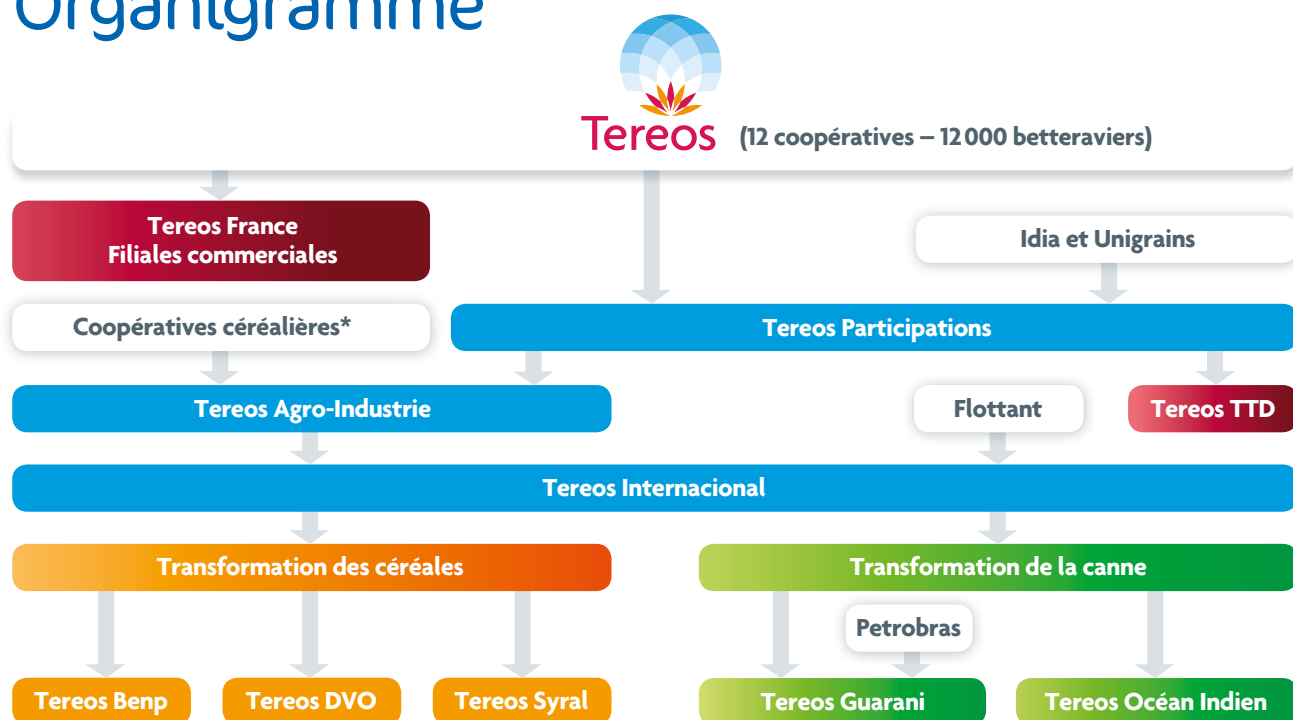 Organigramme
Tereos
(12 coopératives – 12 000 betteraviers)
Tereos France
Filiales commerciales
Idia et Unigrains
Coopératives céréalières*
Tereos Participations
Tereos Agro-Industrie
Flottant
Tereos TTD
Tereos Internacional
Transformation des céréales
Transformation de la canne
Petrobras
Tereos Benp
Tereos DVO
Tereos Syral
Tereos Guarani
Tereos Océan Indien